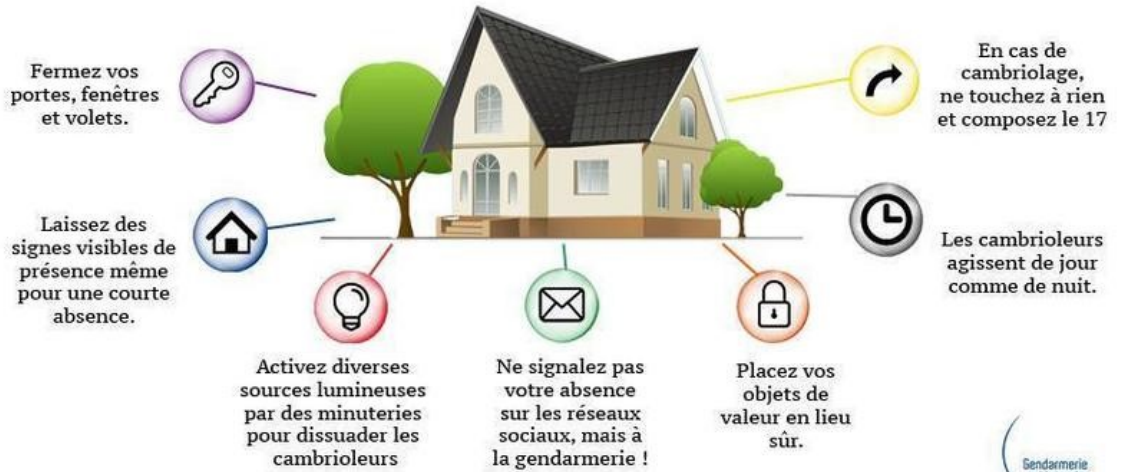 Fermez vos
portes, fenêtres
et volets.
Laissez des
signes visibles de
présence même
pour une courte
absence.
Activez diverses
sources lumineuses
par des minuteries
pour dissuader les
cambrioleurs
Ne signalez pas
votre absence
sur les réseaux
sociaux, mais à
la gendarmerie !
Placez vos
objets de
valeur en lieu
sûr.
Les cambrioleurs
agissent de jour
comme de nuit.
En cas de
cambriolage,
ne touchez à rien
et composez le 17
Gendarmerie